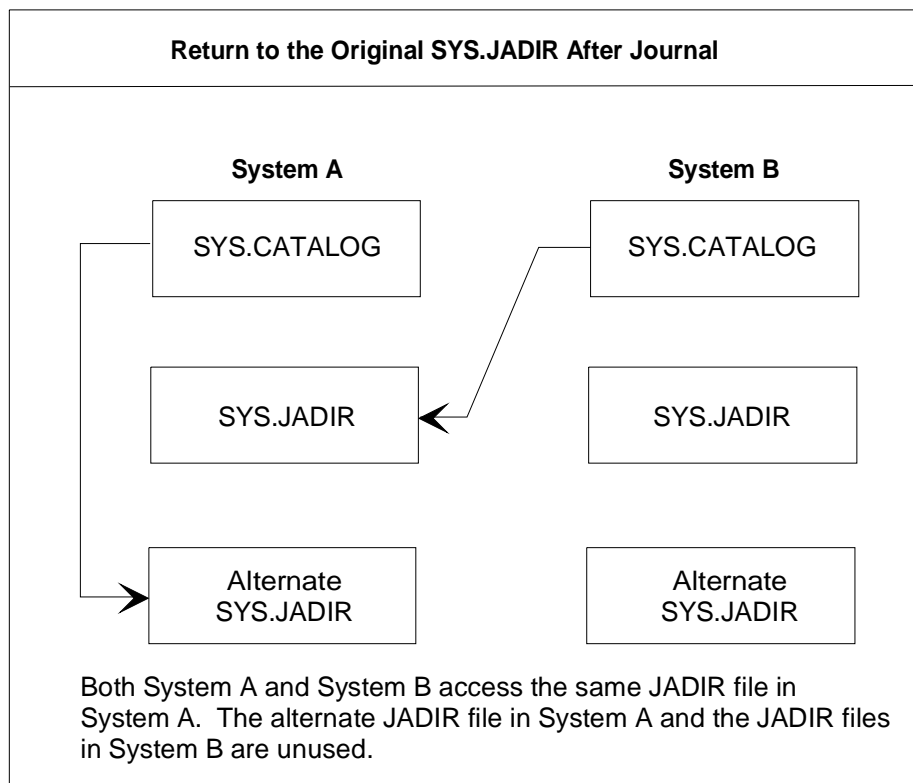 Return to the Original SYS.JADIR After Journal
System A
System B
SYS.CATALOG
SYS.CATALOG
SYS.JADIR
SYS.JADIR
Alternate
SYS.JADIR
Alternate
SYS.JADIR
Both System A and System B access the same JADIR file in
System A.  The alternate JADIR file in System A and the JADIR files
in System B are unused.